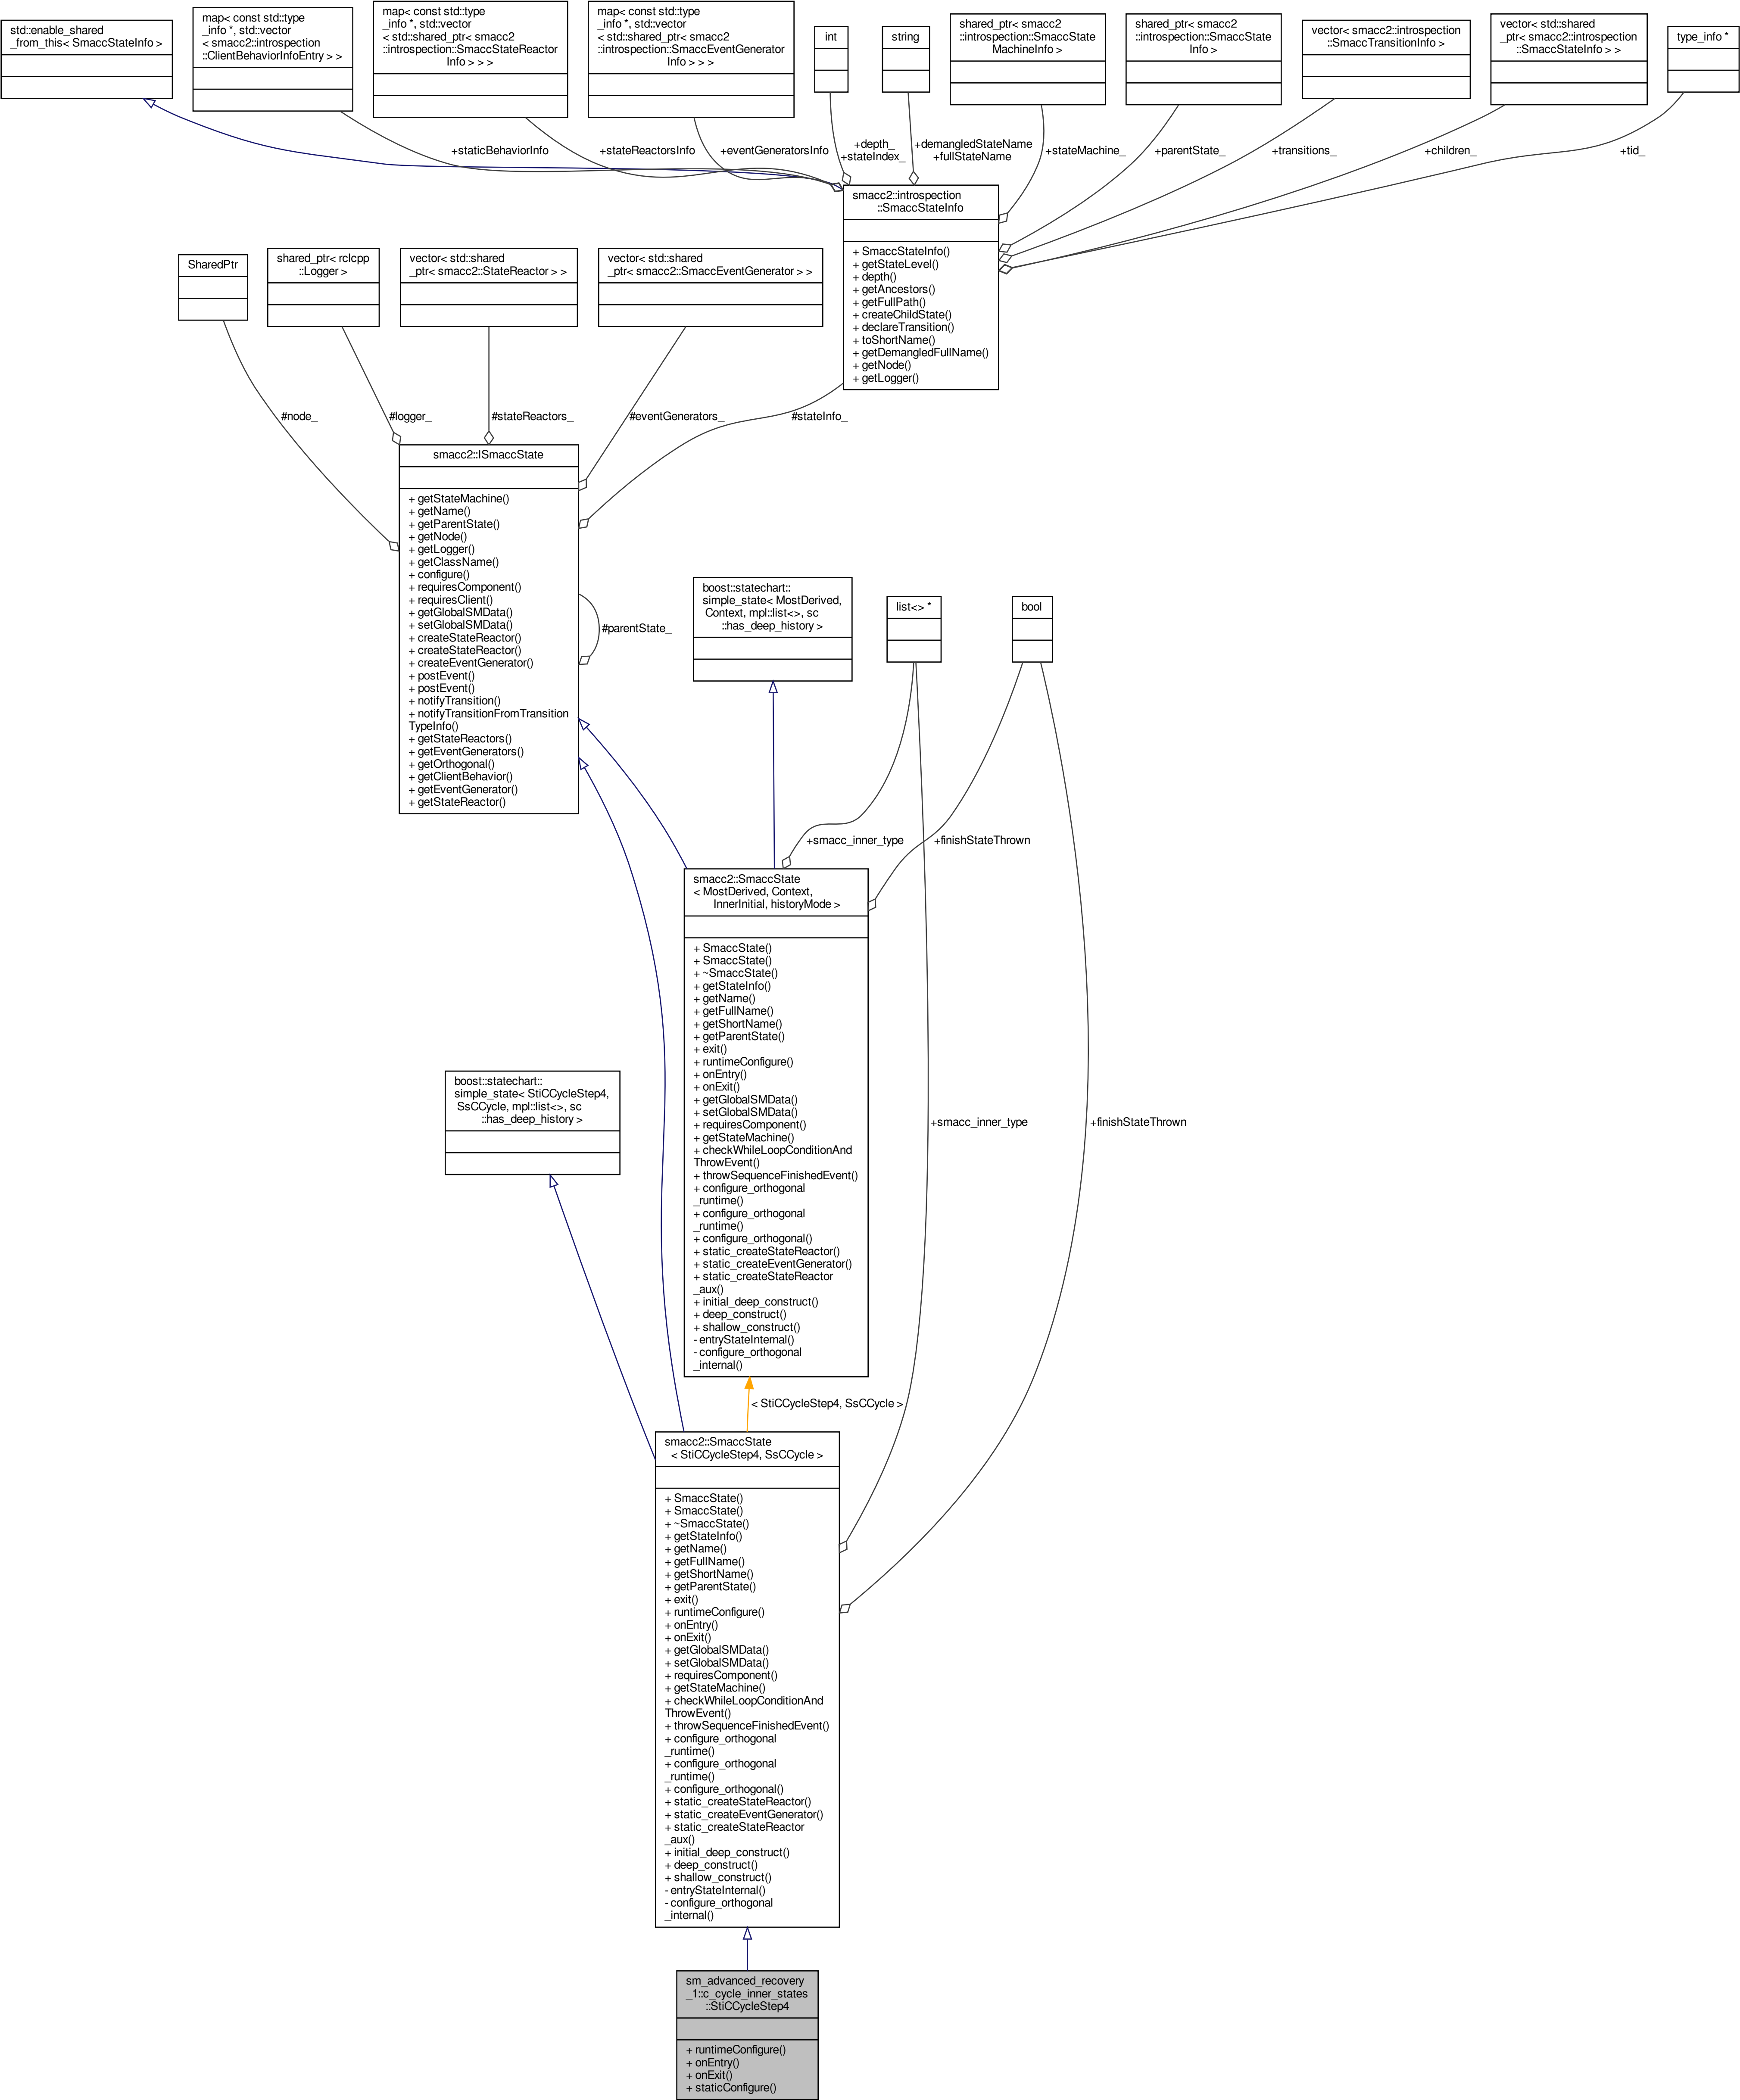 std::enable_shared
_from_this< SmaccStateInfo >
map< const std::type
_info *, std::vector
< smacc2::introspection
::ClientBehaviorInfoEntry > >
map< const std::type
_info *, std::vector
< std::shared_ptr< smacc2
::introspection::SmaccStateReactor
Info > > >
map< const std::type
_info *, std::vector
< std::shared_ptr< smacc2
::introspection::SmaccEventGenerator
Info > > >
int
string
shared_ptr< smacc2
::introspection::SmaccState
MachineInfo >
shared_ptr< smacc2
::introspection::SmaccState
Info >
vector< smacc2::introspection
::SmaccTransitionInfo >
vector< std::shared
_ptr< smacc2::introspection
::SmaccStateInfo > >
type_info *
+staticBehaviorInfo
+stateReactorsInfo
+eventGeneratorsInfo
+depth_
+stateIndex_
+demangledStateName
+fullStateName
+stateMachine_
+parentState_
+transitions_
+children_
+tid_
smacc2::introspection
::SmaccStateInfo
+ SmaccStateInfo()
+ getStateLevel()
+ depth()
+ getAncestors()
+ getFullPath()
+ createChildState()
+ declareTransition()
+ toShortName()
+ getDemangledFullName()
+ getNode()
+ getLogger()
SharedPtr
shared_ptr< rclcpp
::Logger >
vector< std::shared
_ptr< smacc2::StateReactor > >
vector< std::shared
_ptr< smacc2::SmaccEventGenerator > >
#node_
#logger_
#stateReactors_
#eventGenerators_
#stateInfo_
smacc2::ISmaccState
+ getStateMachine()
+ getName()
+ getParentState()
+ getNode()
+ getLogger()
+ getClassName()
+ configure()
+ requiresComponent()
+ requiresClient()
+ getGlobalSMData()
+ setGlobalSMData()
+ createStateReactor()
+ createStateReactor()
+ createEventGenerator()
+ postEvent()
+ postEvent()
+ notifyTransition()
+ notifyTransitionFromTransition
TypeInfo()
+ getStateReactors()
+ getEventGenerators()
+ getOrthogonal()
+ getClientBehavior()
+ getEventGenerator()
+ getStateReactor()
#parentState_
boost::statechart::
simple_state< MostDerived,
Context, mpl::list<>, sc
::has_deep_history >
list<> *
bool
+smacc_inner_type
+finishStateThrown
smacc2::SmaccState
< MostDerived, Context,
InnerInitial, historyMode >
+ SmaccState()
+ SmaccState()
+ ~SmaccState()
+ getStateInfo()
+ getName()
+ getFullName()
+ getShortName()
+ getParentState()
+ exit()
+ runtimeConfigure()
+ onEntry()
+ onExit()
+ getGlobalSMData()
+ setGlobalSMData()
+ requiresComponent()
+ getStateMachine()
+ checkWhileLoopConditionAnd
ThrowEvent()
+ throwSequenceFinishedEvent()
+ configure_orthogonal
_runtime()
+ configure_orthogonal
_runtime()
+ configure_orthogonal()
+ static_createStateReactor()
+ static_createEventGenerator()
+ static_createStateReactor
_aux()
+ initial_deep_construct()
+ deep_construct()
+ shallow_construct()
- entryStateInternal()
- configure_orthogonal
_internal()
boost::statechart::
simple_state< StiCCycleStep4,
SsCCycle, mpl::list<>, sc
::has_deep_history >
+smacc_inner_type
+finishStateThrown
< StiCCycleStep4, SsCCycle >
smacc2::SmaccState
< StiCCycleStep4, SsCCycle >
+ SmaccState()
+ SmaccState()
+ ~SmaccState()
+ getStateInfo()
+ getName()
+ getFullName()
+ getShortName()
+ getParentState()
+ exit()
+ runtimeConfigure()
+ onEntry()
+ onExit()
+ getGlobalSMData()
+ setGlobalSMData()
+ requiresComponent()
+ getStateMachine()
+ checkWhileLoopConditionAnd
ThrowEvent()
+ throwSequenceFinishedEvent()
+ configure_orthogonal
_runtime()
+ configure_orthogonal
_runtime()
+ configure_orthogonal()
+ static_createStateReactor()
+ static_createEventGenerator()
+ static_createStateReactor
_aux()
+ initial_deep_construct()
+ deep_construct()
+ shallow_construct()
- entryStateInternal()
- configure_orthogonal
_internal()
sm_advanced_recovery
_1::c_cycle_inner_states
::StiCCycleStep4
+ runtimeConfigure()
+ onEntry()
+ onExit()
+ staticConfigure()